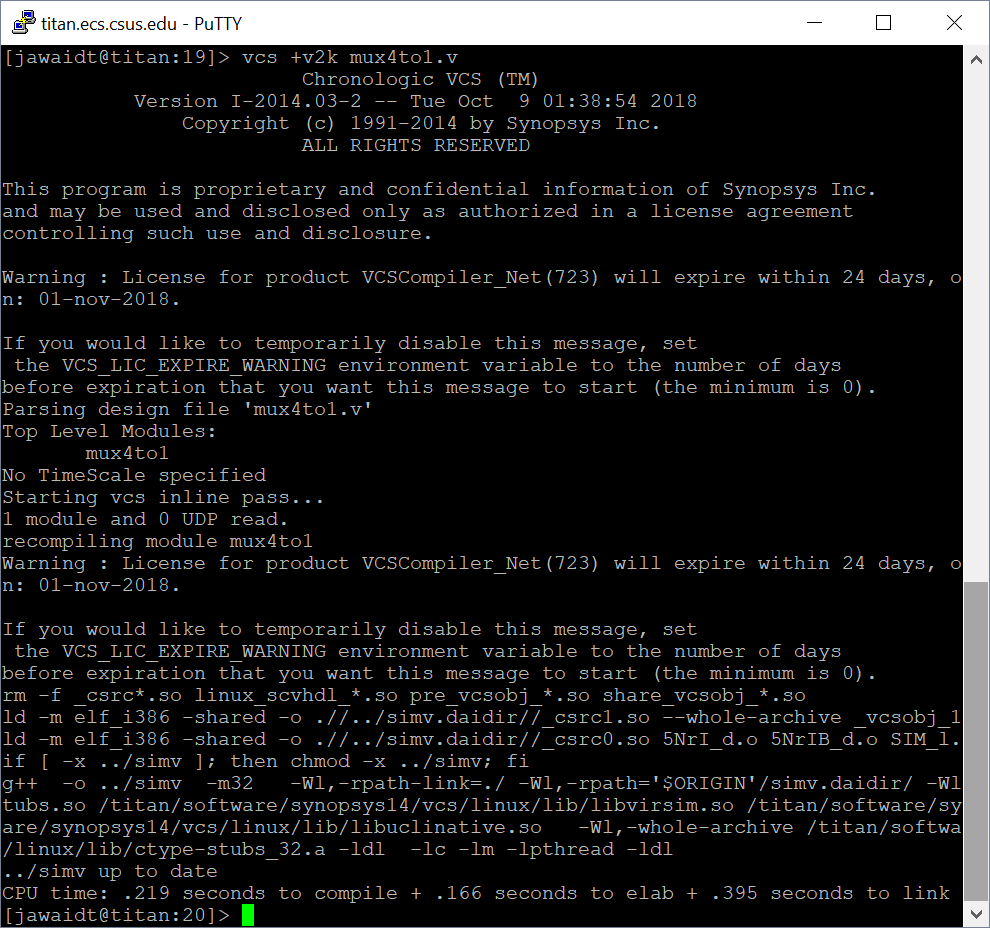 titan.ecs.csus.edu - PuTTY
[jawaidt@titan:19]> vcs +v2k mux4to1.v
Chronologic VCS (TM)
Version I-2014.03-2 -- Tue Oct  9 01:38:54 2018
Copyright (c) 1991-2014 by Synopsys Inc.
ALL RIGHTS RESERVED
This program is proprietary and confidential information of Synopsys Inc.
and may be used and disclosed only as authorized in a license agreement
controlling such use and disclosure.
Warning : License for product VCSCompiler_Net(723) will expire within 24 days, o
n: 01-nov-2018.
If you would like to temporarily disable this message, set
the VCS_LIC_EXPIRE_WARNING environment variable to the number of days
before expiration that you want this message to start (the minimum is 0).
Parsing design file 'mux4to1.v'
Top Level Modules:
mux4to1
No TimeScale specified
Starting vcs inline pass...
1 module and 0 UDP read.
recompiling module mux4to1
Warning : License for product VCSCompiler_Net(723) will expire within 24 days, o
n: 01-nov-2018.
If you would like to temporarily disable this message, set
the VCS_LIC_EXPIRE_WARNING environment variable to the number of days
before expiration that you want this message to start (the minimum is 0).
rm -f _csrc*.so linux_scvhdl_*.so pre_vcsobj_*.so share_vcsobj_*.so
ld -m elf_i386 -shared -o .//../simv.daidir//_csrc1.so --whole-archive _vcsobj_1
ld -m elf_i386 -shared -o .//../simv.daidir//_csrc0.so 5NrI_d.o 5NrIB_d.o SIM_l.
if [ -x ../simv ]; then chmod -x ../simv; fi
g++  -o ../simv  -m32   -Wl,-rpath-link=./ -Wl,-rpath='$ORIGIN'/simv.daidir/ -Wl
tubs.so /titan/software/synopsys14/vcs/linux/lib/libvirsim.so /titan/software/sy
are/synopsys14/vcs/linux/lib/libuclinative.so   -Wl,-whole-archive /titan/softwa
/linux/lib/ctype-stubs_32.a -ldl  -lc -lm -lpthread -ldl
../simv up to date
CPU time: .219 seconds to compile + .166 seconds to elab + .395 seconds to link
[jawaidt@titan:20]>